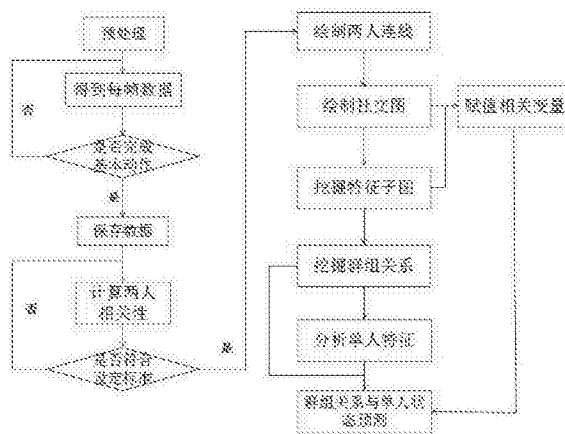 预处理
得到每帧数据
否
是否完成
基本动作
是
保存数据
否
计算两人
相关性
是否符合
设定标准
是
绘制两人连线
绘制社交图
赋值相关变量
挖掘特征子图
挖掘群组关系
分析单人特征
群组关系与单人状
态预测